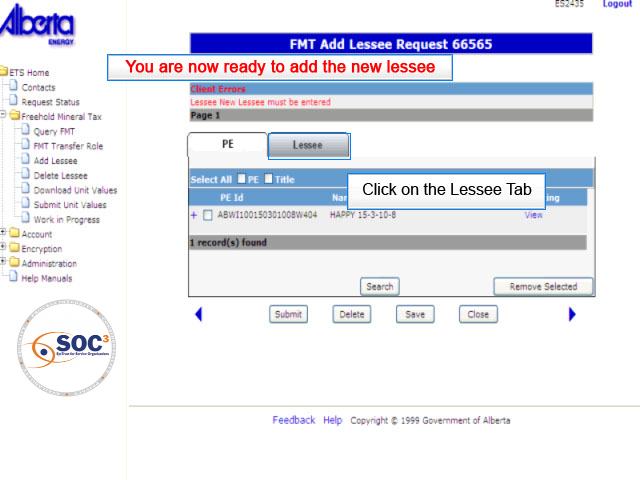 ES2435 Logout
Alberta
ENERGY
FMT Add Lessee Request 66565
You are now ready to add the new lessee
ETS Home
Contacts
Request Status
Freehold Mineral Tax
Query FMT
FMT Transfer Role
Add Lessee
Delete Lessee
Download Unit Values
Submit Unit Values
Work in Progress
Account
Encryption
Administration
Help Manuals
Client Errors
Lessee New Lessee must be entered
Page 1
PE Lessee
Select All PE Title
Click on the Lessee Tab
PE Id
ABWI100150301008W404 HAPPY 15-3-10-8 View
1 record(s) found
Search Remove Selected
Submit Delete Save Close
SOC3
Feedback Help Copyright © 1999 Government of Alberta